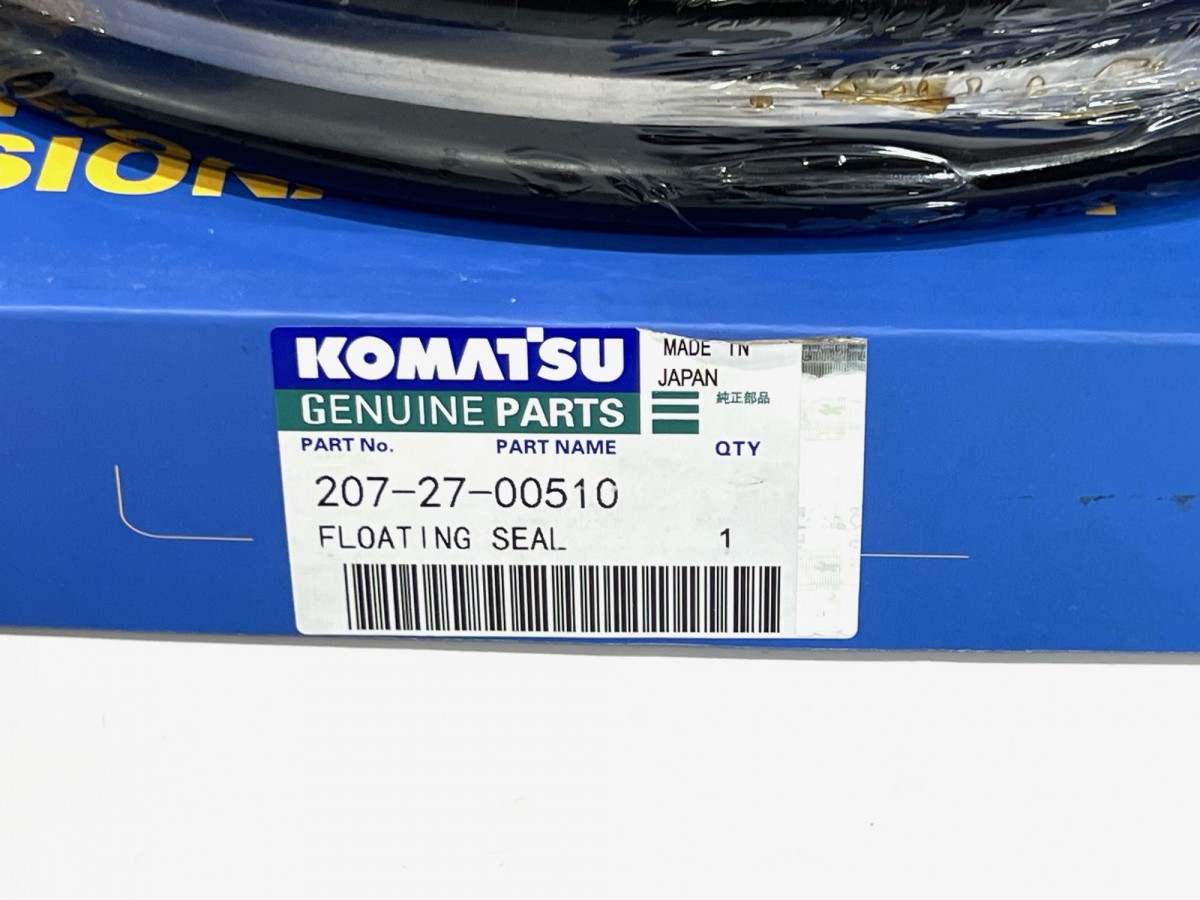 KOMATSU
MADE IN
JAPAN
GENUINE PARTS
純正部品
PART No. PART NAME QTY
207-27-00510
FLOATING SEAL 1